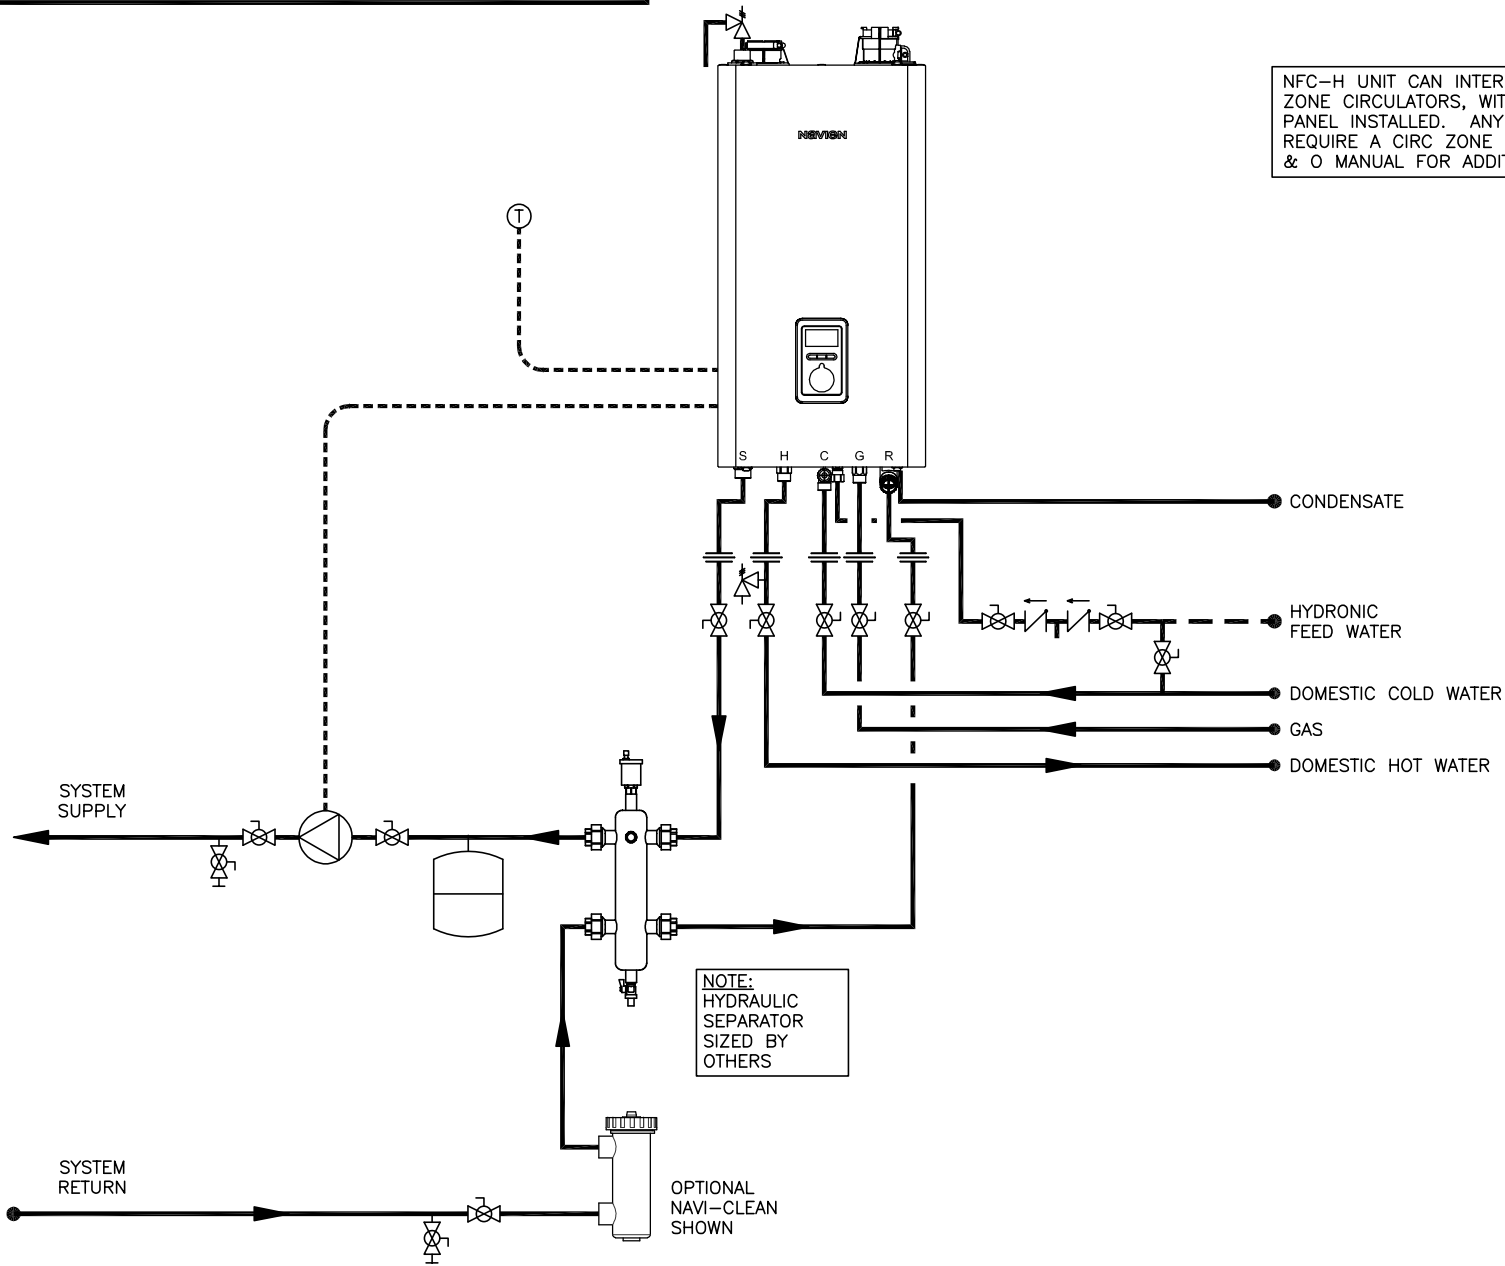 NFC-H UNIT CAN INTER
ZONE CIRCULATORS, WIT
PANEL INSTALLED. ANY
REQUIRE A CIRC ZONE
& O MANUAL FOR ADDIT
NAVIEN
T
S H C G R
CONDENSATE
HYDRONIC
FEED WATER
DOMESTIC COLD WATER
GAS
DOMESTIC HOT WATER
SYSTEM
SUPPLY
NOTE:
HYDRAULIC
SEPARATOR
SIZED BY
OTHERS
SYSTEM
RETURN
OPTIONAL
NAVI-CLEAN
SHOWN